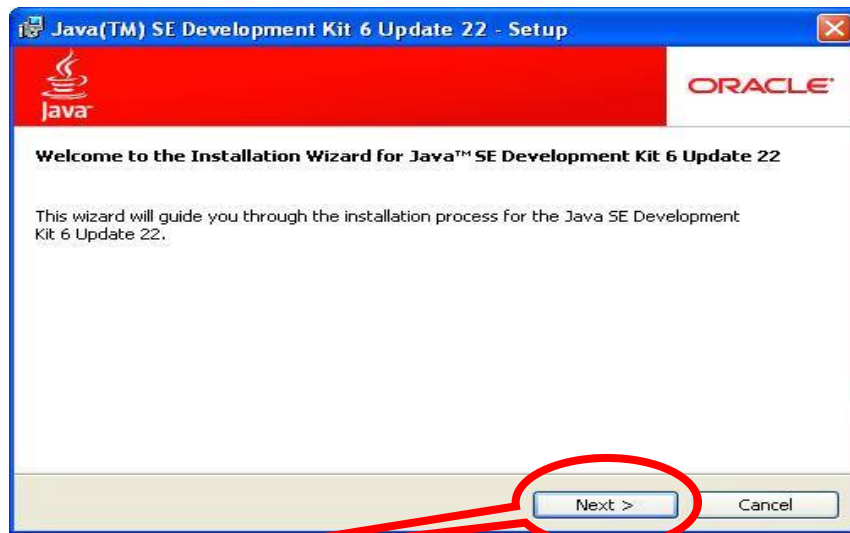 Java(TM) SE Development Kit 6 Update 22 - Setup
Java™
ORACLE®
Welcome to the Installation Wizard for Java™ SE Development Kit 6 Update 22
This wizard will guide you through the installation process for the Java SE Development
Kit 6 Update 22.
Next >
Cancel